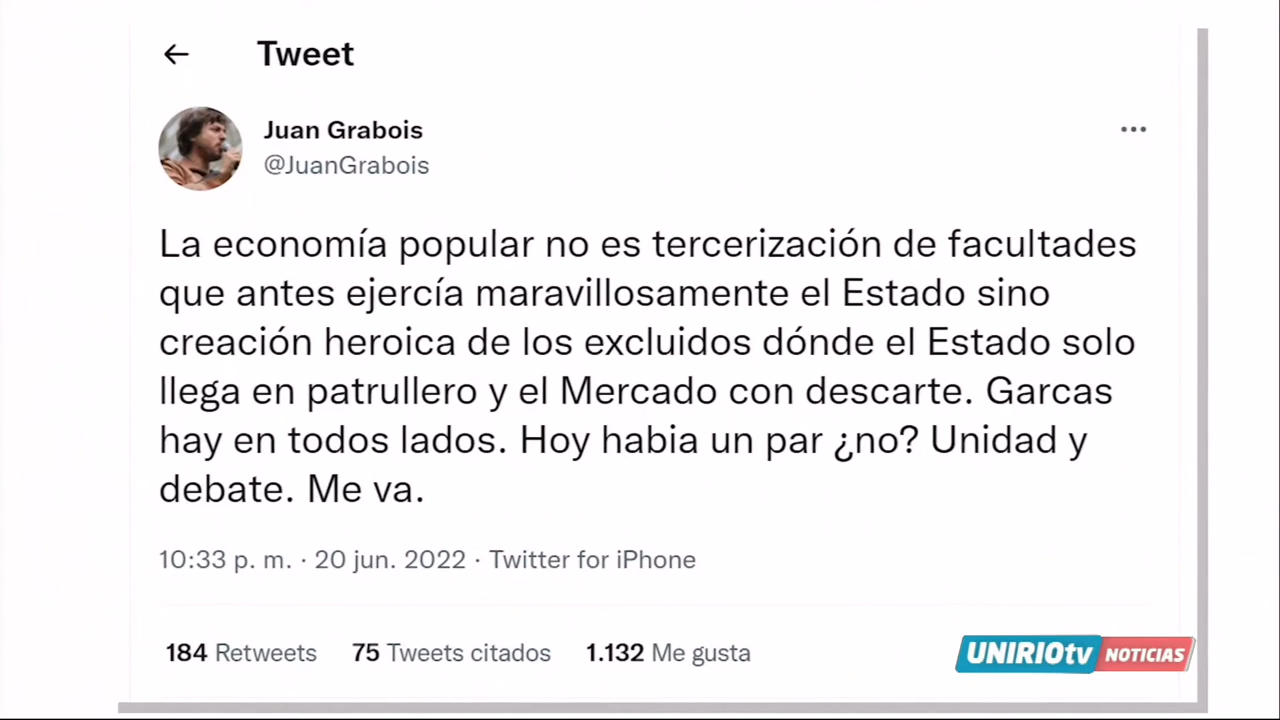 Tweet
Juan Grabois
@JuanGrabois
La economía popular no es tercerización de facultades
que antes ejercía maravillosamente el Estado sino
creación heroica de los excluidos dónde el Estado solo
llega en patrullero y el Mercado con descarte. Garcas
hay en todos lados. Hoy habia un par ¿no? Unidad y
debate. Me va.
10:33 p. m. · 20 jun. 2022 · Twitter for iPhone
184 Retweets 75 Tweets citados 1.132 Me gusta
UNIRIOtv NOTICIAS